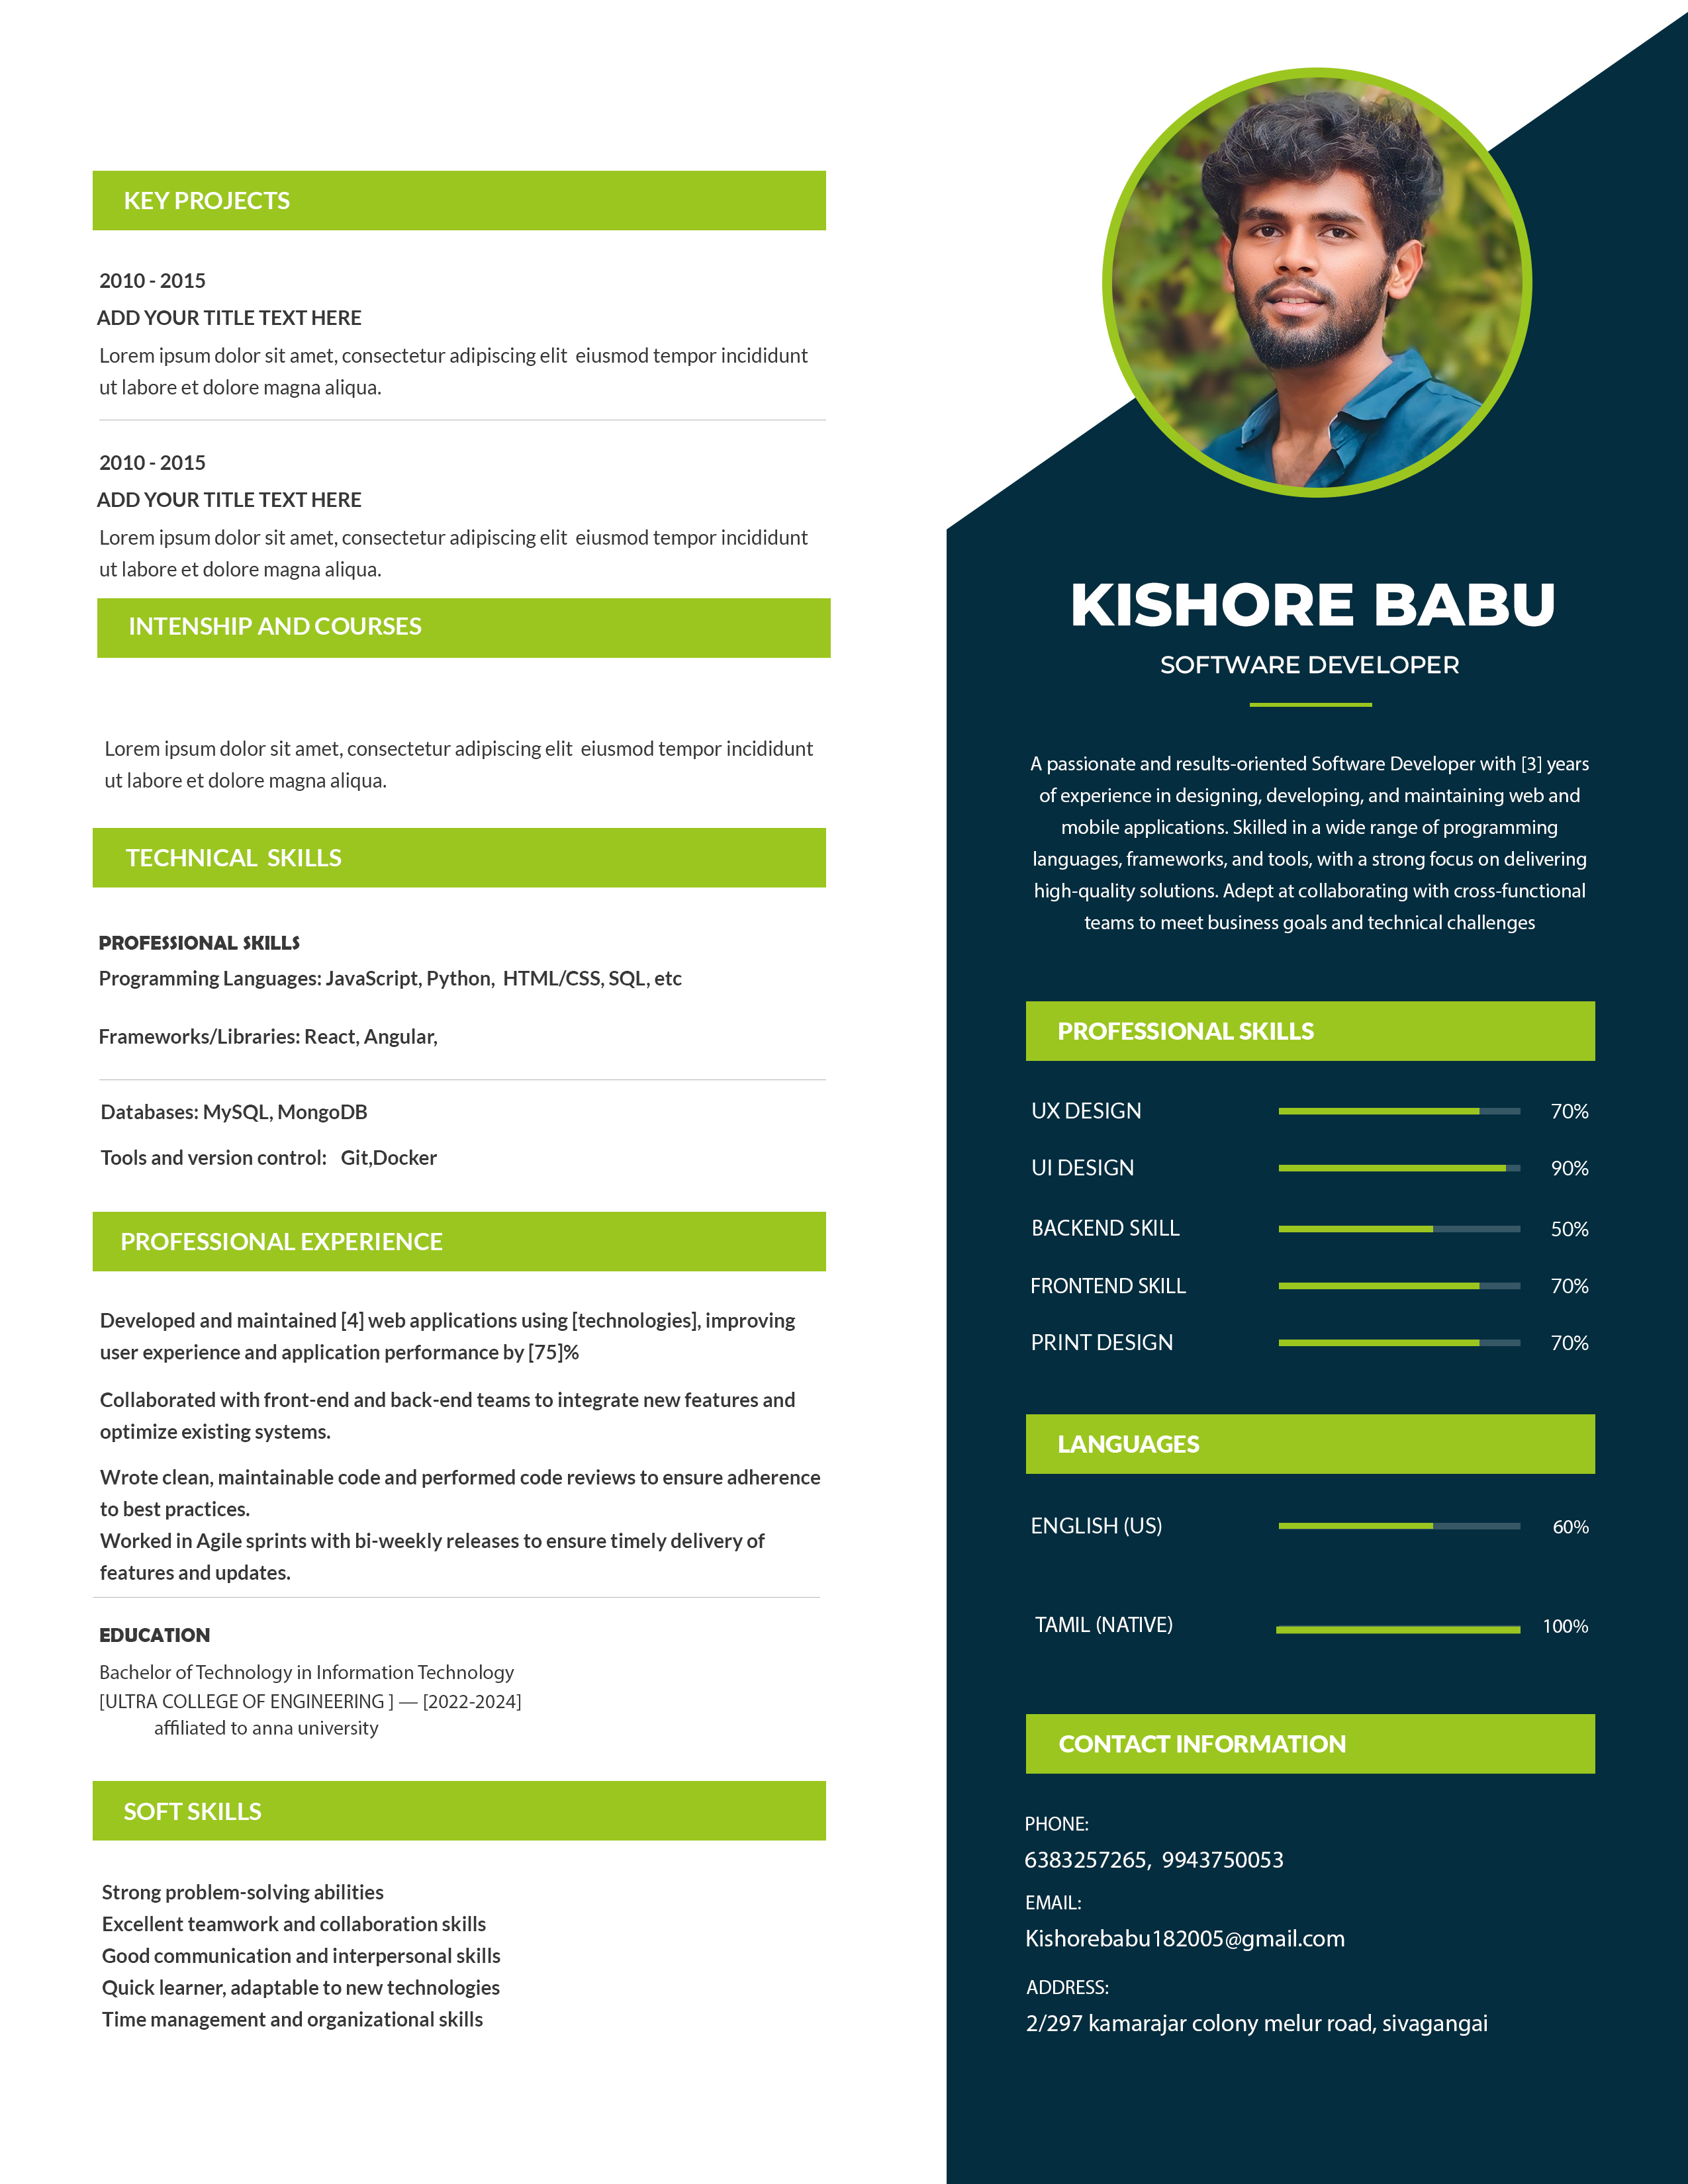 KEY PROJECTS
2010 - 2015
ADD YOUR TITLE TEXT HERE
Lorem ipsum dolor sit amet, consectetur adipiscing elit  eiusmod tempor incididunt
ut labore et dolore magna aliqua.
2010 - 2015
ADD YOUR TITLE TEXT HERE
Lorem ipsum dolor sit amet, consectetur adipiscing elit  eiusmod tempor incididunt
ut labore et dolore magna aliqua.
INTENSHIP AND COURSES
Lorem ipsum dolor sit amet, consectetur adipiscing elit  eiusmod tempor incididunt
ut labore et dolore magna aliqua.
TECHNICAL  SKILLS
PROFESSIONAL SKILLS
Programming Languages: JavaScript, Python,  HTML/CSS, SQL, etc
Frameworks/Libraries: React, Angular,
Databases: MySQL, MongoDB
Tools and version control:   Git,Docker
PROFESSIONAL EXPERIENCE
Developed and maintained [4] web applications using [technologies], improving
user experience and application performance by [75]%
Collaborated with front-end and back-end teams to integrate new features and
optimize existing systems.
Wrote clean, maintainable code and performed code reviews to ensure adherence
to best practices.
Worked in Agile sprints with bi-weekly releases to ensure timely delivery of
features and updates.
EDUCATION
Bachelor of Technology in Information Technology
[ULTRA COLLEGE OF ENGINEERING ] — [2022-2024]
affiliated to anna university
SOFT SKILLS
Strong problem-solving abilities
Excellent teamwork and collaboration skills
Good communication and interpersonal skills
Quick learner, adaptable to new technologies
Time management and organizational skills
KISHORE BABU
SOFTWARE DEVELOPER
A passionate and results-oriented Software Developer with [3] years
of experience in designing, developing, and maintaining web and
mobile applications. Skilled in a wide range of programming
languages, frameworks, and tools, with a strong focus on delivering
high-quality solutions. Adept at collaborating with cross-functional
teams to meet business goals and technical challenges
PROFESSIONAL SKILLS
UX DESIGN 70%
UI DESIGN 90%
BACKEND SKILL 50%
FRONTEND SKILL 70%
PRINT DESIGN 70%
LANGUAGES
ENGLISH (US) 60%
TAMIL (NATIVE) 100%
CONTACT INFORMATION
PHONE:
6383257265,  9943750053
EMAIL:
Kishorebabu182005@gmail.com
ADDRESS:
2/297 kamarajar colony melur road, sivagangai